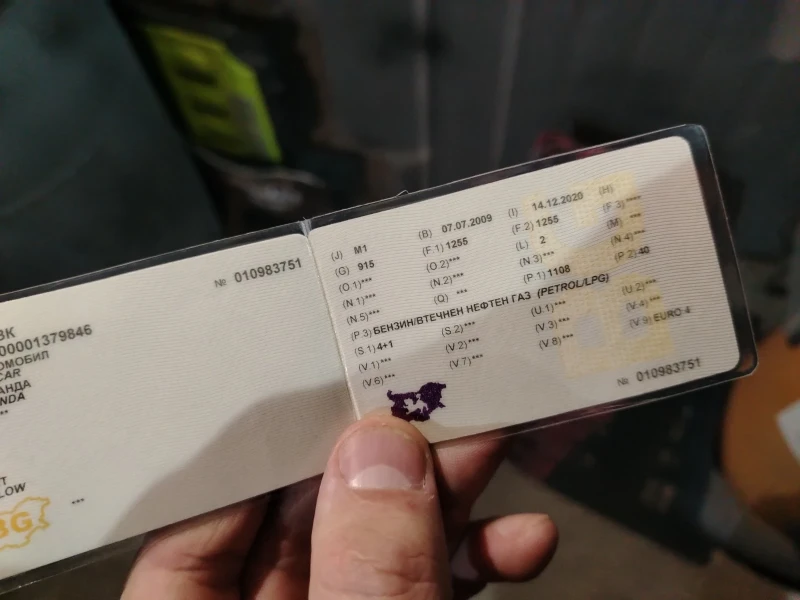 № 010983751
ВК
00001379846
ОМОБИЛ
CAR
АНДА
NDA
**
Т
LOW
***
BG
(J) M1 (B) 07.07.2009 (I) 14.12.2020 (H)
(G) 915 (F.1) 1255 (F.2) 1255 (F.3) ****
(O.1)*** (O.2)*** (L) 2 (M) ***
(N.1)*** (N.2)*** (N.3)*** (N.4)***
(N.5)*** (Q) *** (P.1) 1108 (P.2) 40
(P.3) БЕНЗИН/ВТЕЧНЕН НЕФТЕН ГАЗ (PETROL/LPG)
(S.1) 4+1 (S.2)*** (U.1)*** (U.2)***
(V.1)*** (V.2)*** (V.3)*** (V.4)***
(V.6)*** (V.7)*** (V.8)*** (V.9) EURO 4
№ 010983751